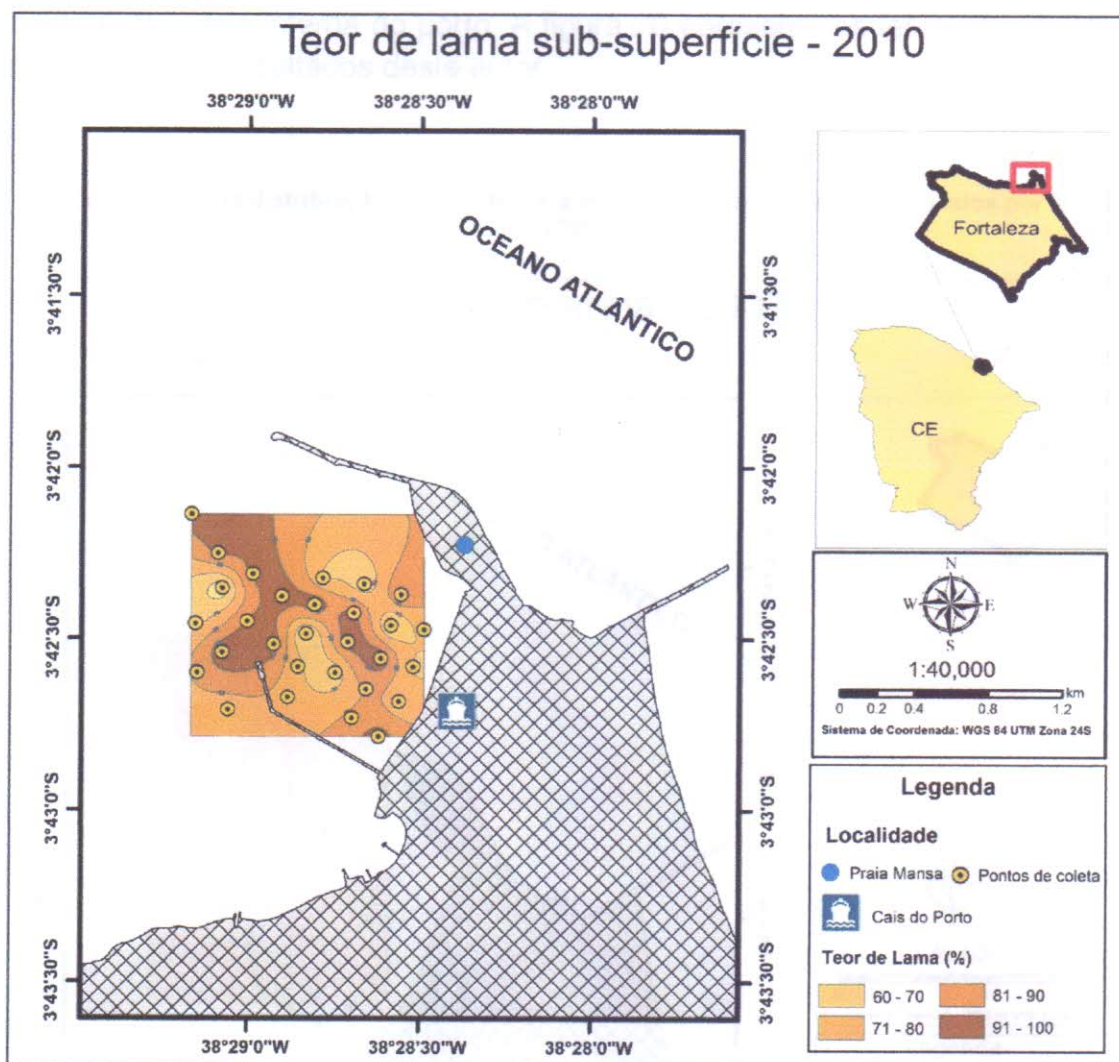 Teor de lama sub-superfície - 2010
38°29'0"W
38°28'30"W
38°28'0"W
3°41'30"S
3°42'0"S
3°42'30"S
3°43'0"S
3°43'30"S
OCEANO ATLÂNTICO
3°41'30"S
3°42'0"S
3°42'30"S
3°43'0"S
3°43'30"S
38°29'0"W
38°28'30"W
38°28'0"W
Fortaleza
CE
N
W
E
S
1:40,000
km
0 0.2 0.4 0.8 1.2
Sistema de Coordenada: WGS 84 UTM Zona 24S
Legenda
Localidade
Praia Mansa
Pontos de coleta
Cais do Porto
Teor de Lama (%)
60 - 70
81 - 90
71 - 80
91 - 100